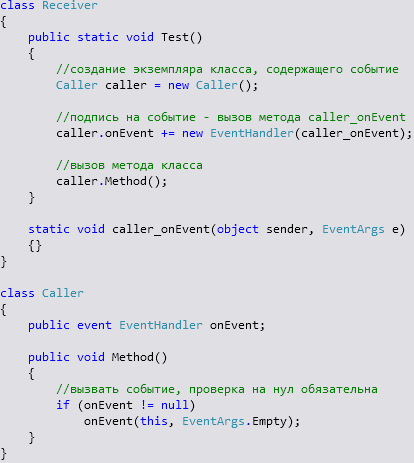 class Receiver
{
    public static void Test()
    {
        //создание экземпляра класса, содержащего событие
        Caller caller = new Caller();

        //подпись на событие - вызов метода caller_onEvent
        caller.onEvent += new EventHandler(caller_onEvent);

        //вызов метода класса
        caller.Method();
    }

    static void caller_onEvent(object sender, EventArgs e)
    {}
}

class Caller
{
    public event EventHandler onEvent;

    public void Method()
    {
        //вызвать событие, проверка на нул обязательна
        if (onEvent != null)
            onEvent(this, EventArgs.Empty);
    }
}